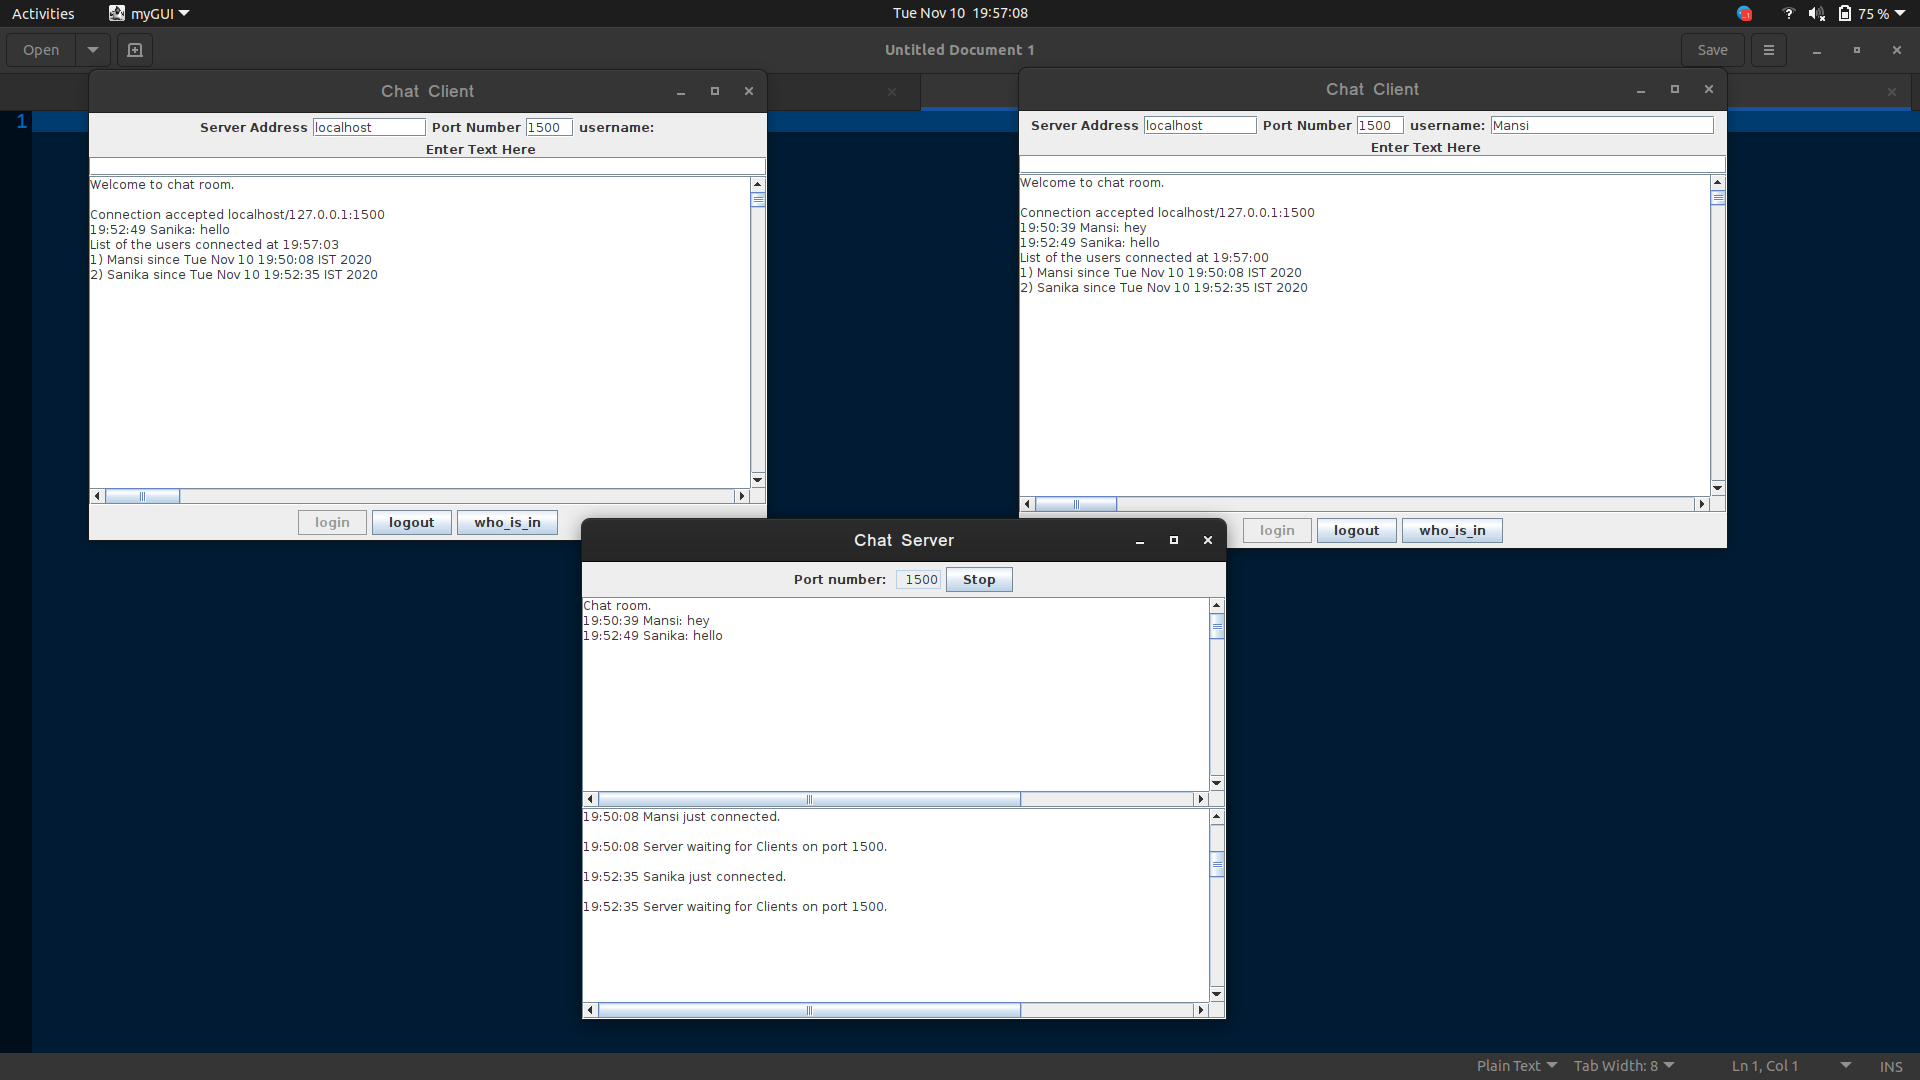 Activities myGUI Tue Nov 10 19:57:08 75 %
Open Untitled Document 1 Save
1
Chat Client
Server Address localhost Port Number 1500 username:
Enter Text Here
Welcome to chat room.
Connection accepted localhost/127.0.0.1:1500
19:52:49 Sanika: hello
List of the users connected at 19:57:03
1) Mansi since Tue Nov 10 19:50:08 IST 2020
2) Sanika since Tue Nov 10 19:52:35 IST 2020
login logout who_is_in
Chat Client
Server Address localhost Port Number 1500 username: Mansi
Enter Text Here
Welcome to chat room.
Connection accepted localhost/127.0.0.1:1500
19:50:39 Mansi: hey
19:52:49 Sanika: hello
List of the users connected at 19:57:00
1) Mansi since Tue Nov 10 19:50:08 IST 2020
2) Sanika since Tue Nov 10 19:52:35 IST 2020
login logout who_is_in
Chat Server
Port number: 1500 Stop
Chat room.
19:50:39 Mansi: hey
19:52:49 Sanika: hello
19:50:08 Mansi just connected.
19:50:08 Server waiting for Clients on port 1500.
19:52:35 Sanika just connected.
19:52:35 Server waiting for Clients on port 1500.
Plain Text Tab Width: 8 Ln 1, Col 1 INS